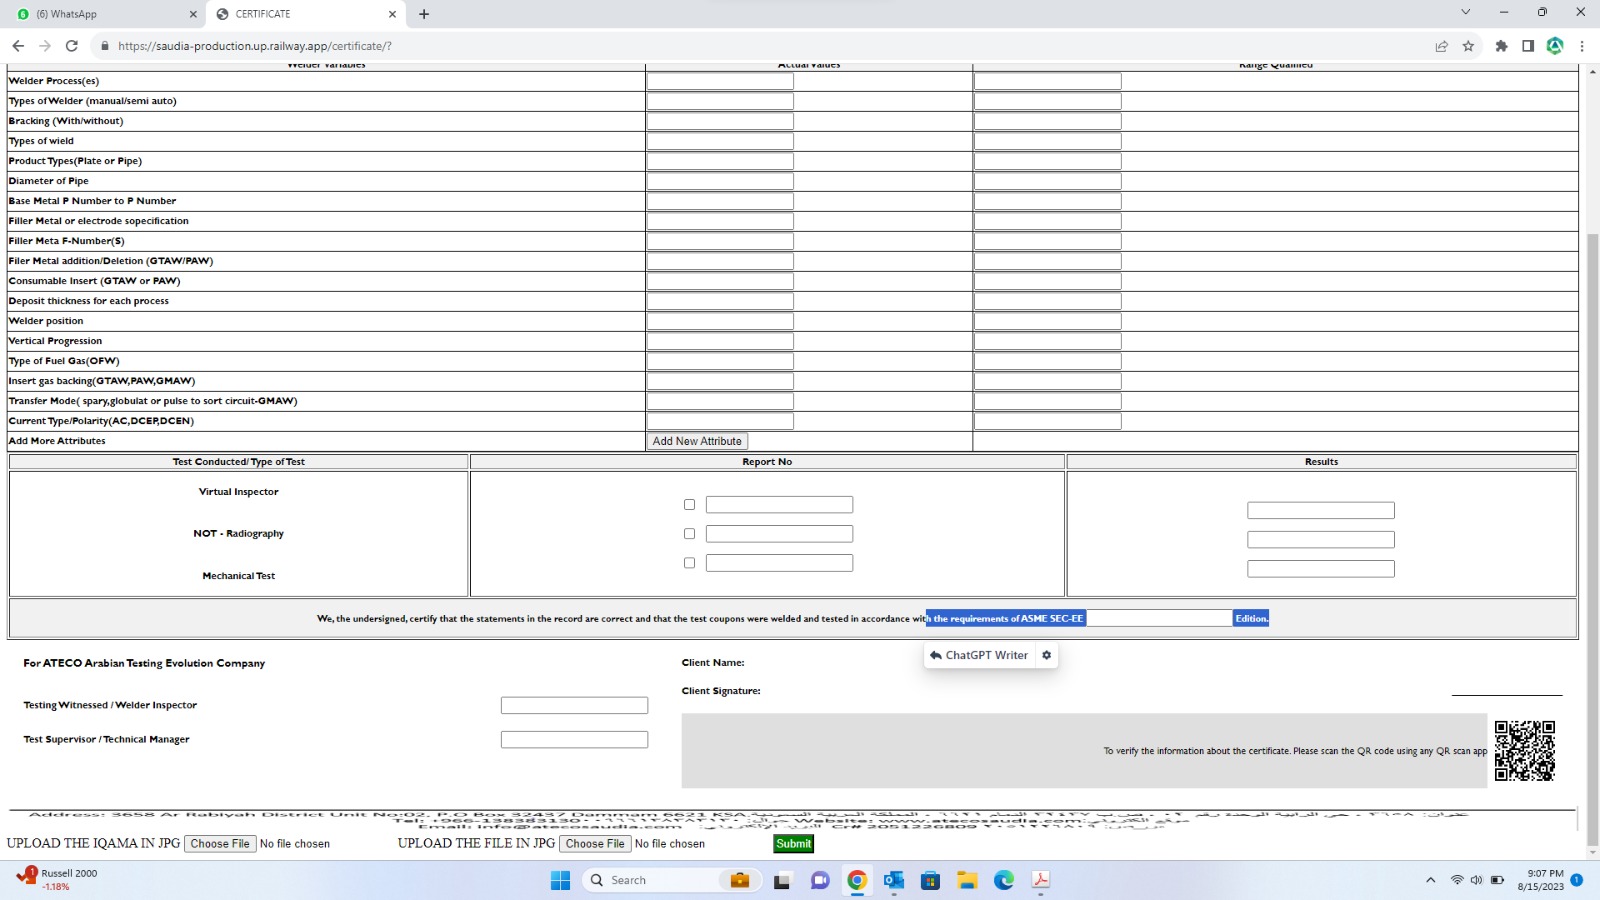 (6) WhatsApp
CERTIFICATE
https://saudia-production.up.railway.app/certificate/?
Welder Variables Actual Values Range Qualified
Welder Process(es)
Types of Welder (manual/semi auto)
Bracking (With/without)
Types of wield
Product Types(Plate or Pipe)
Diameter of Pipe
Base Metal P Number to P Number
Filler Metal or electrode sopecification
Filler Meta F-Number(S)
Filer Metal addition/Deletion (GTAW/PAW)
Consumable Insert (GTAW or PAW)
Deposit thickness for each process
Welder position
Vertical Progression
Type of Fuel Gas(OFW)
Insert gas backing(GTAW,PAW,GMAW)
Transfer Mode( spary,globulat or pulse to sort circuit-GMAW)
Current Type/Polarity(AC,DCEP,DCEN)
Add More Attributes Add New Attribute
Test Conducted/ Type of Test Report No Results
Virtual Inspector
NOT - Radiography
Mechanical Test
We, the undersigned, certify that the statements in the record are correct and that the test coupons were welded and tested in accordance with the requirements of ASME SEC-EE Edition.
ChatGPT Writer
For ATECO Arabian Testing Evolution Company
Client Name:
Client Signature:
Testing Witnessed / Welder Inspector
Test Supervisor / Technical Manager
To verify the information about the certificate. Please scan the QR code using any QR scan app
Address: 3658 Ar Rabiyah District Unit No:02, P.O Box 32437 Dammam 6621 KSA.
Tel: +966-138383130 Website: www.atecosaudia.com
Email: info@atecosaudia.com Cr# 2051226809
UPLOAD THE IQAMA IN JPG Choose File No file chosen UPLOAD THE FILE IN JPG Choose File No file chosen Submit
1
Russell 2000
-1.18%
Search
9:07 PM
8/15/2023
1